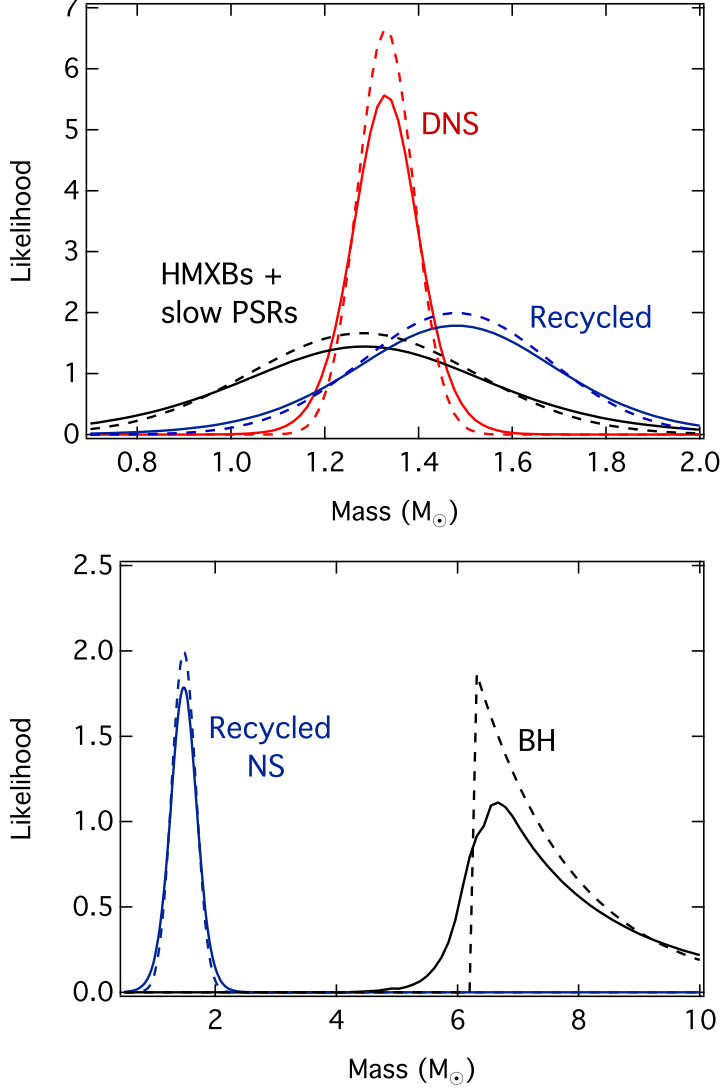 7
6
5
4
3
2
1
0
Likelihood
DNS
HMXBs +
slow PSRs
Recycled
0.8 1.0 1.2 1.4 1.6 1.8 2.0
Mass (M☉)
2.5
2.0
1.5
1.0
0.5
0.0
Likelihood
Recycled
NS
BH
2 4 6 8 10
Mass (M☉)